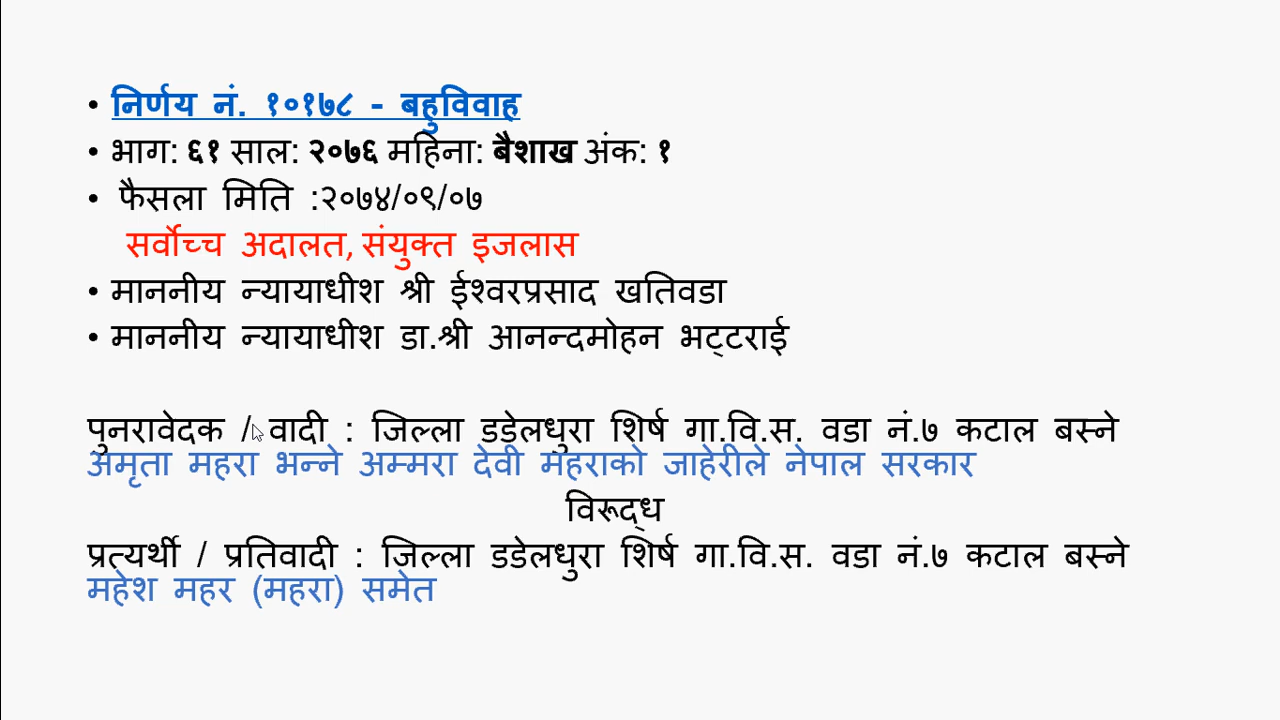 • निर्णय नं. १०१७८ - बहुविवाह
• भाग: ६१ साल: २०७६ महिना: बैशाख अंक: १
• फैसला मिति :२०७४/०९/०७
सर्वोच्च अदालत, संयुक्त इजलास
• माननीय न्यायाधीश श्री ईश्वरप्रसाद खतिवडा
• माननीय न्यायाधीश डा.श्री आनन्दमोहन भट्‌टराई
पुनरावेदक / वादी : जिल्ला डडेलधुरा शिर्ष गा.वि.स. वडा नं.७ कटाल बस्ने
अमृता महरा भन्ने अम्मरा देवी महराको जाहेरीले नेपाल सरकार
विरूद्‌ध
प्रत्यर्थी / प्रतिवादी : जिल्ला डडेलधुरा शिर्ष गा.वि.स. वडा नं.७ कटाल बस्ने
महेश महर (महरा) समेत